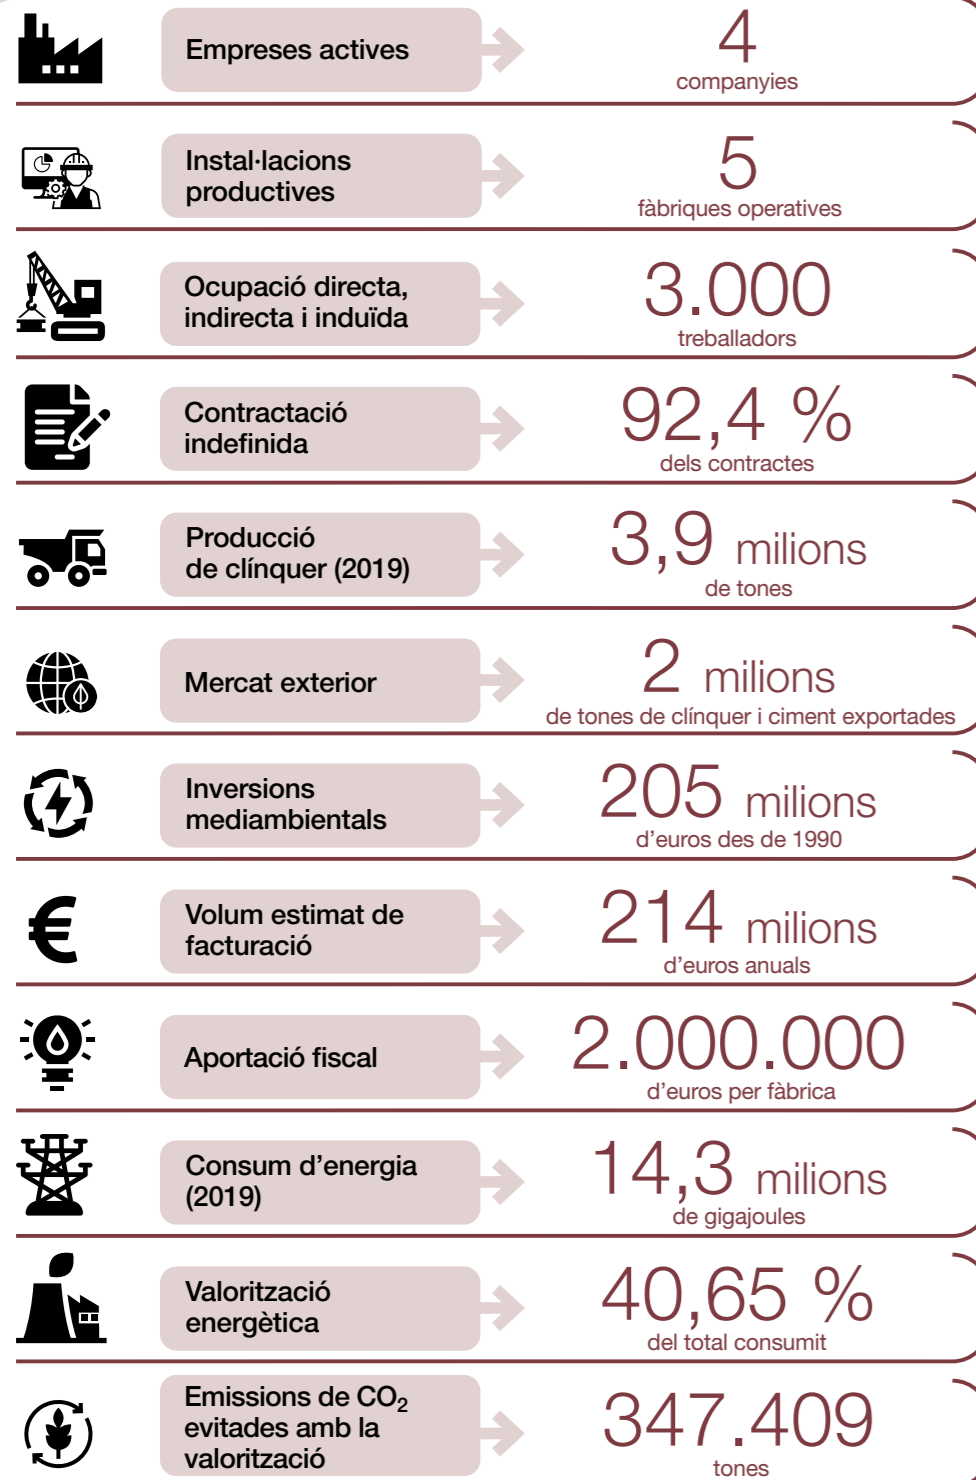 Empreses actives
4
companyies
Instal·lacions
productives
5
fàbriques operatives
Ocupació directa,
indirecta i induïda
3.000
treballadors
Contractació
indefinida
92,4 %
dels contractes
Producció
de clínquer (2019)
3,9 milions
de tones
Mercat exterior
2 milions
de tones de clínquer i ciment exportades
Inversions
mediambientals
205 milions
d’euros des de 1990
€
Volum estimat de
facturació
214 milions
d’euros anuals
Aportació fiscal
2.000.000
d’euros per fàbrica
Consum d’energia
(2019)
14,3 milions
de gigajoules
Valorització
energètica
40,65 %
del total consumit
Emissions de CO₂
evitades amb la
valorització
347.409
tones